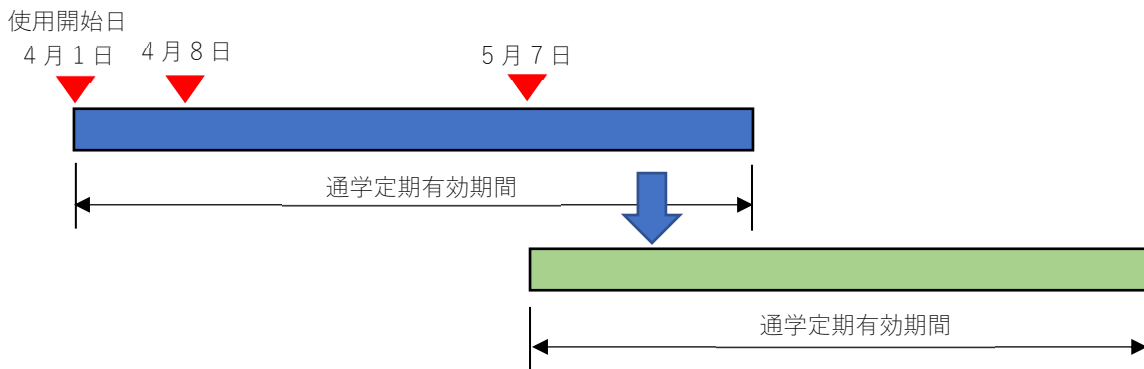 使用開始日
４月１日
４月８日
５月７日
通学定期有効期間
通学定期有効期間